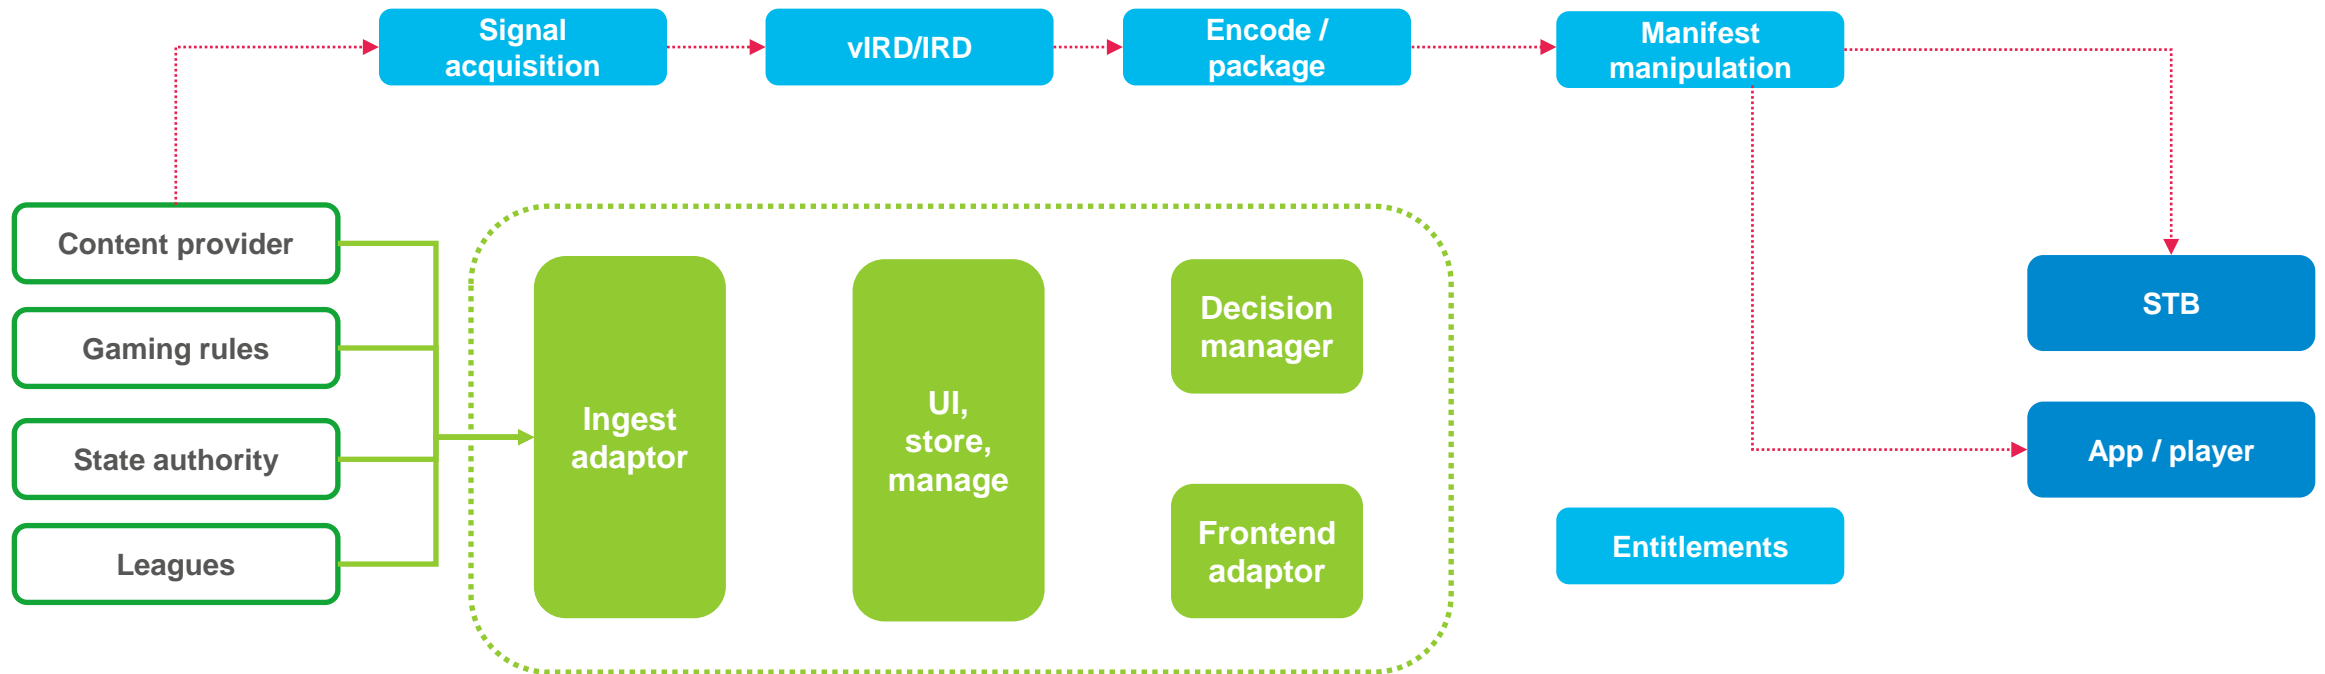 Signal
acquisition
vIRD/IRD
Encode /
package
Manifest
manipulation
Content provider
Gaming rules
State authority
Leagues
Ingest
adaptor
UI,
store,
manage
Decision
manager
Frontend
adaptor
STB
App / player
Entitlements